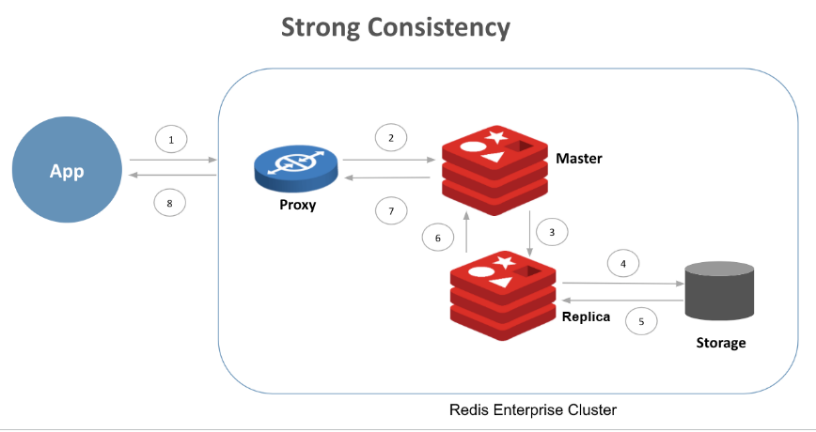 Strong Consistency
1
2
App
Master
Proxy
8
7
3
6
4
Replica
5
Storage
Redis Enterprise Cluster